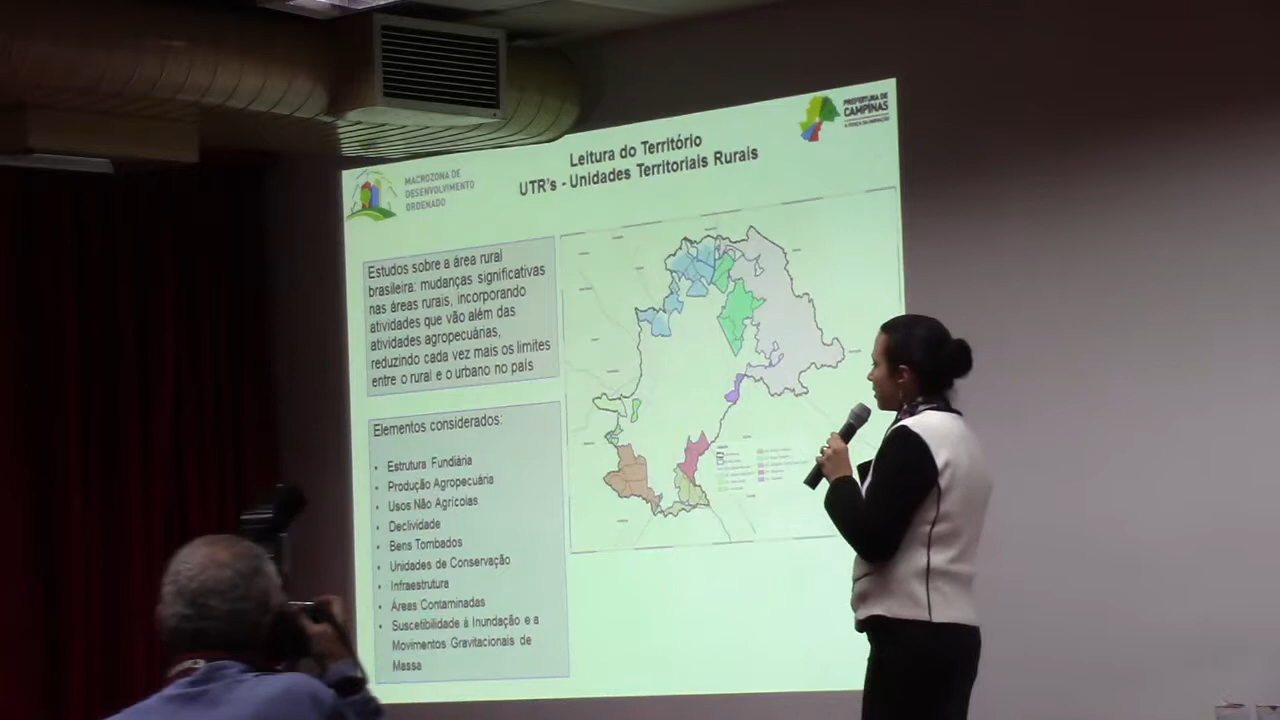 Leitura do Território
UTR's - Unidades Territoriais Rurais
MACROZONA DE
DESENVOLVIMENTO
ORDENADO
PREFEITURA DE
CAMPINAS
Estudos sobre a área rural
brasileira: mudanças significativas
nas áreas rurais, incorporando
atividades que vão além das
atividades agropecuárias,
reduzindo cada vez mais os limites
entre o rural e o urbano no país
Elementos considerados:
• Estrutura Fundiária
• Produção Agropecuária
• Usos Não Agrícolas
• Declividade
• Bens Tombados
• Unidades de Conservação
• Infraestrutura
• Áreas Contaminadas
• Suscetibilidade à Inundação e a
Movimentos Gravitacionais de
Massa